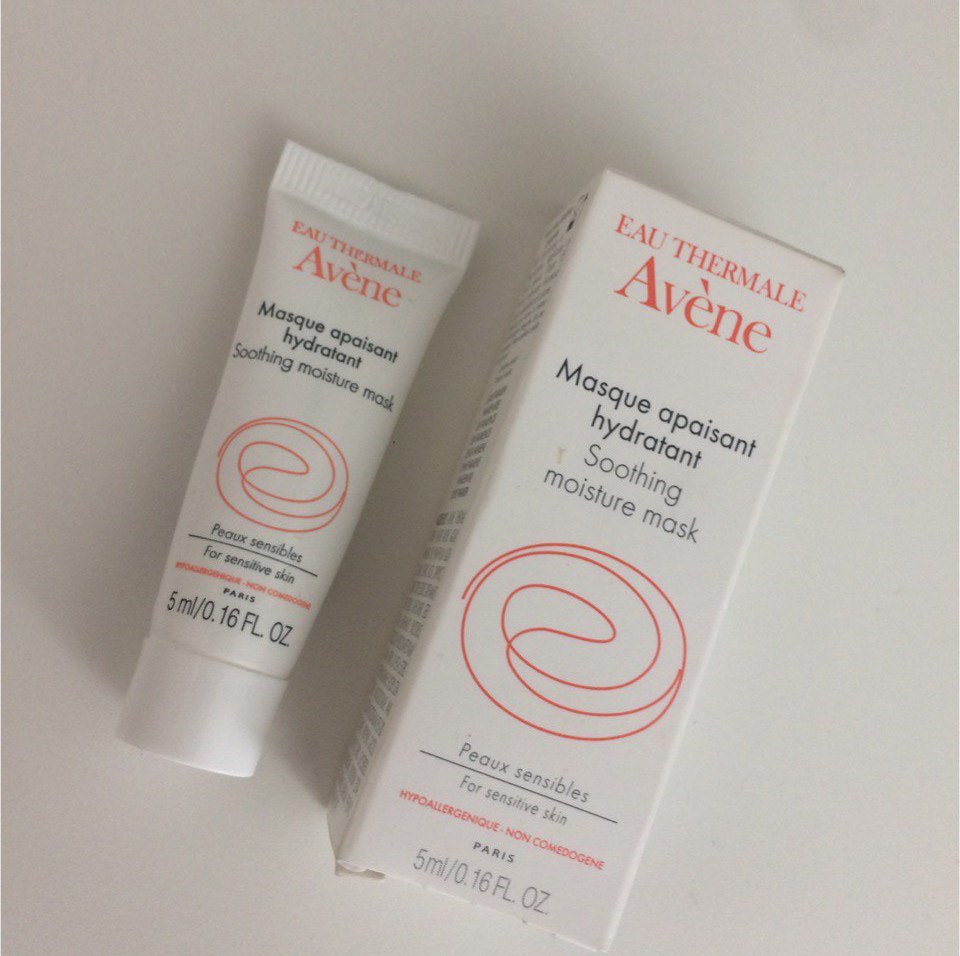 EAU THERMALE
Avène
Masque apaisant
hydratant
Soothing moisture mask
Peaux sensibles
For sensitive skin
HYPOALLERGENIQUE - NON COMEDOGENE
PARIS
5 ml/0.16 FL. OZ.
EAU THERMALE
Avène
Masque apaisant
hydratant
Soothing
moisture mask
Peaux sensibles
For sensitive skin
HYPOALLERGENIQUE - NON COMEDOGENE
PARIS
5ml/0.16 FL. OZ.